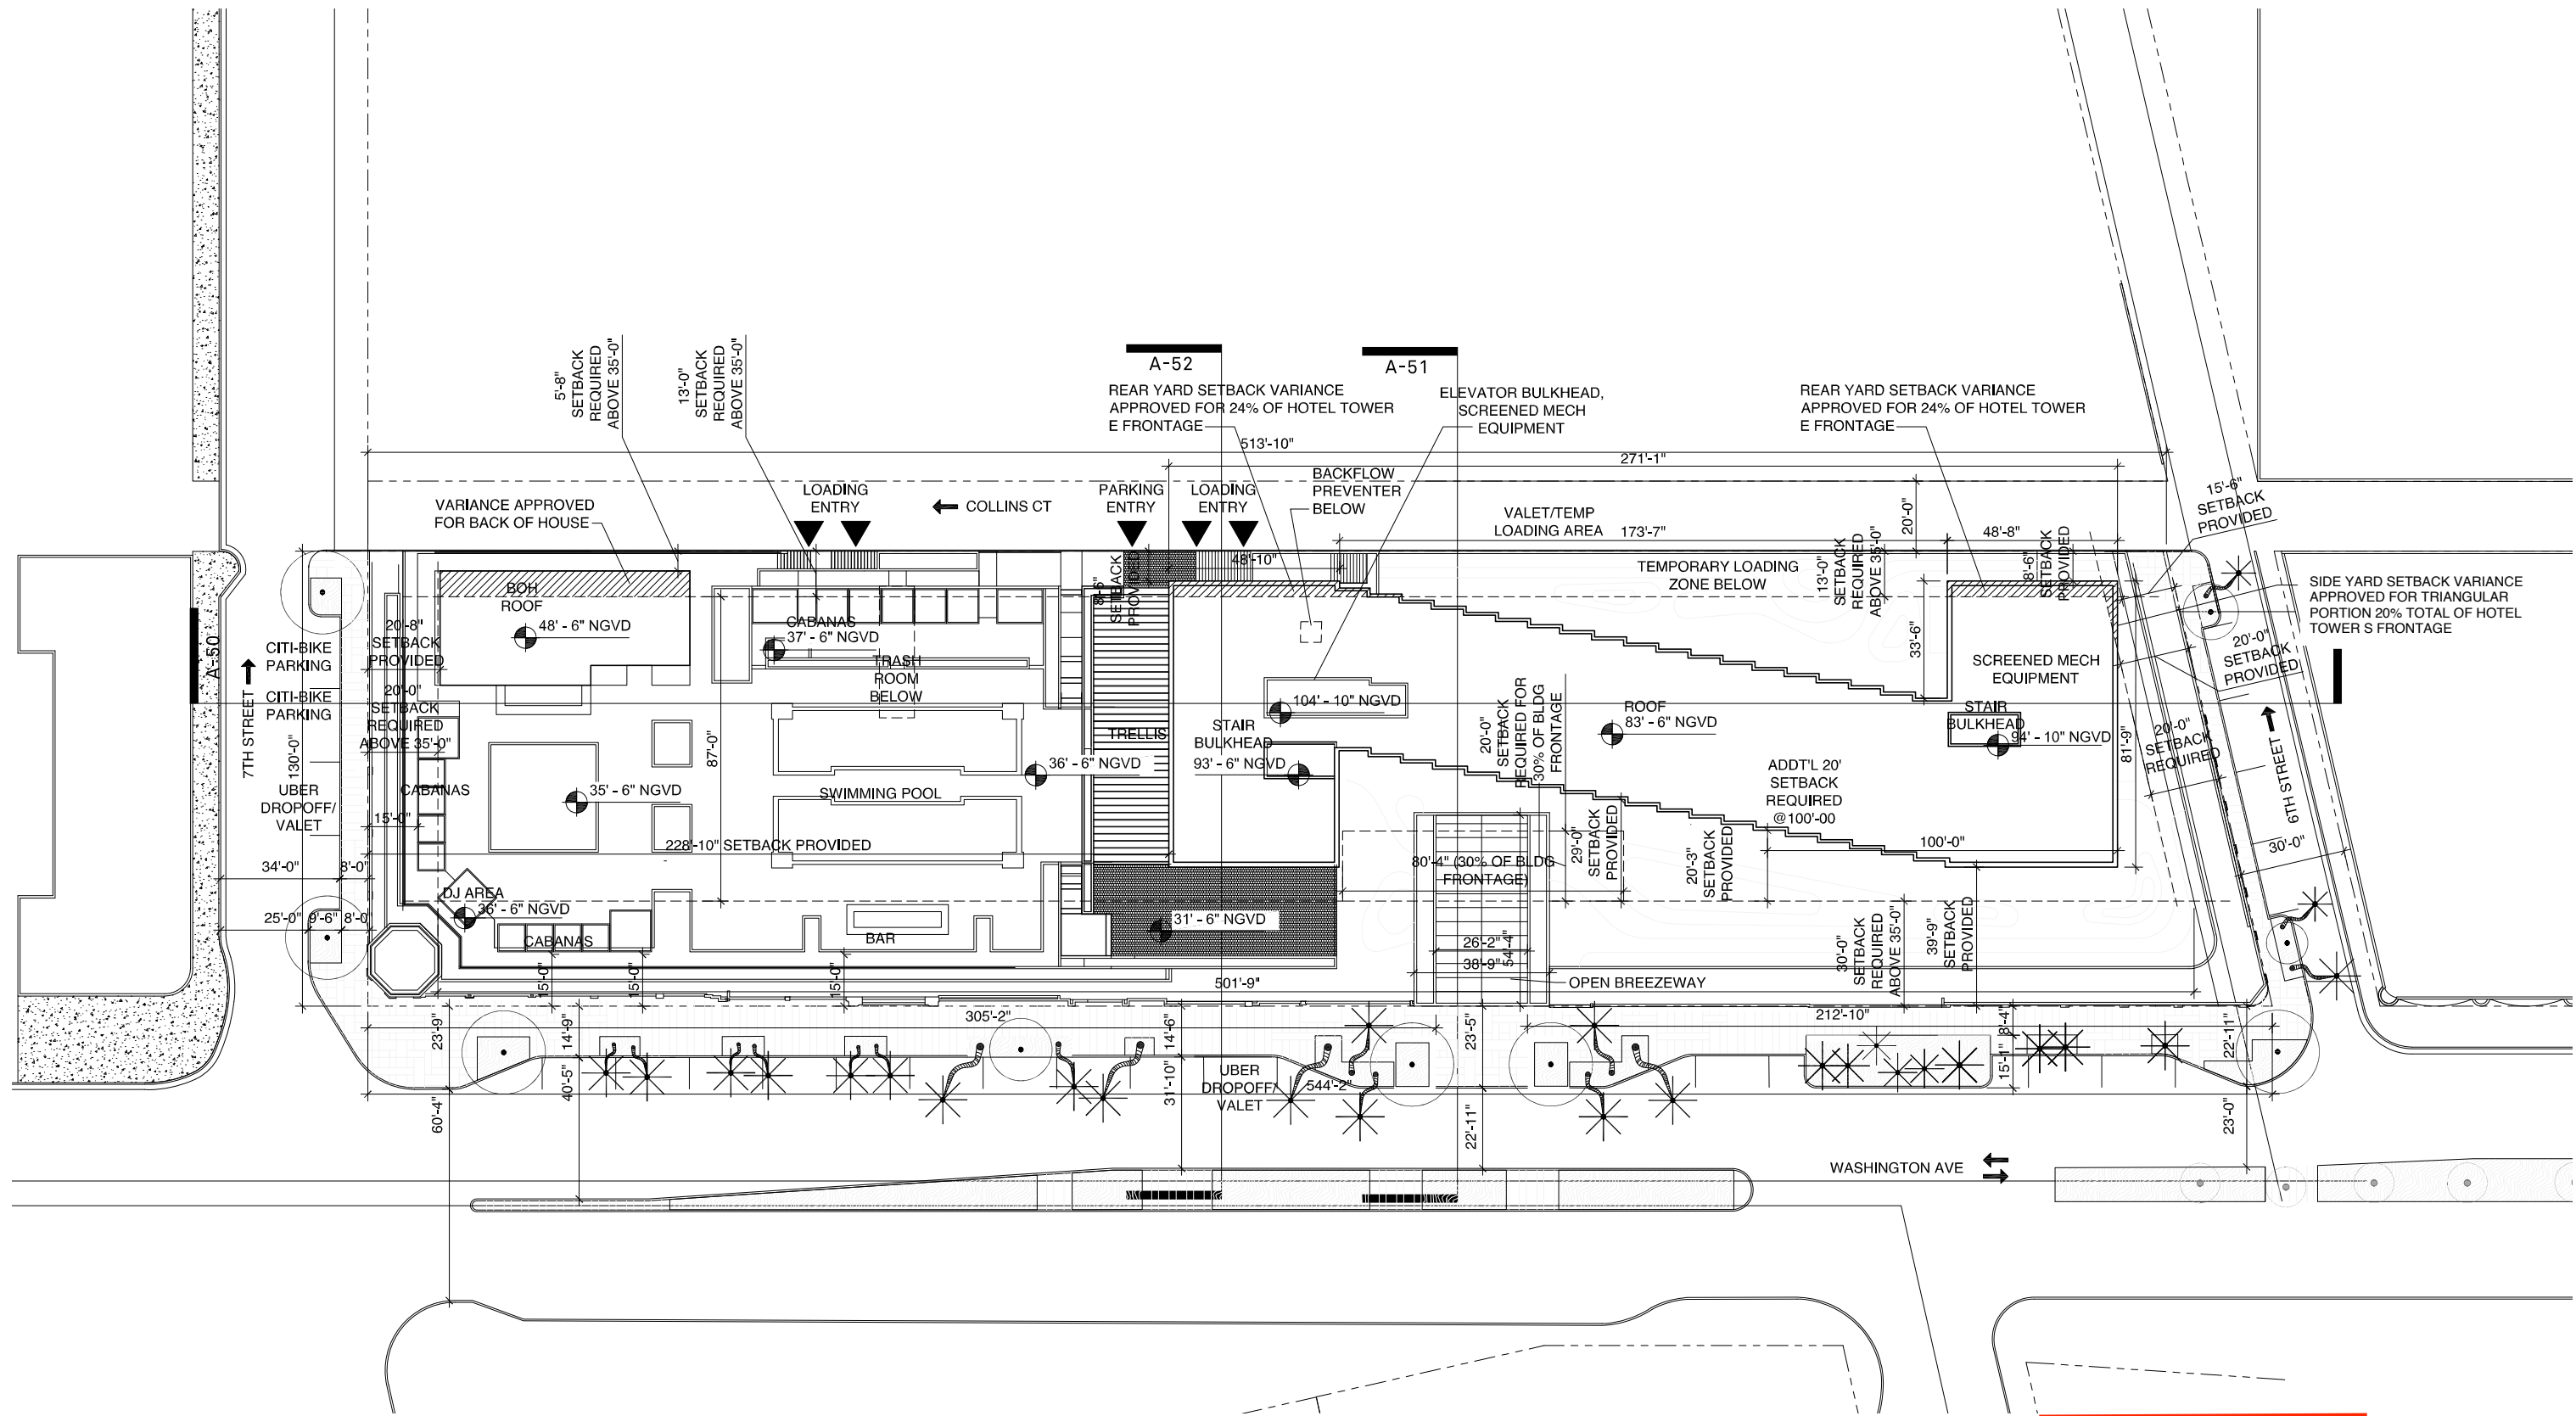 5'-8"
SETBACK
REQUIRED
ABOVE 35'-0"
13'-0"
SETBACK
REQUIRED
ABOVE 35'-0"
A-52
A-51
REAR YARD SETBACK VARIANCE
APPROVED FOR 24% OF HOTEL TOWER
E FRONTAGE
ELEVATOR BULKHEAD,
SCREENED MECH
EQUIPMENT
REAR YARD SETBACK VARIANCE
APPROVED FOR 24% OF HOTEL TOWER
E FRONTAGE
513'-10"
271'-1"
VARIANCE APPROVED
FOR BACK OF HOUSE
LOADING
ENTRY
COLLINS CT
PARKING
ENTRY
LOADING
ENTRY
BACKFLOW
PREVENTER
BELOW
VALET/TEMP
LOADING AREA
173'-7"
20'-0"
48'-8"
15'-6"
SETBACK
PROVIDED
48'-10"
8'-6"
SETBACK
PROVIDED
TEMPORARY LOADING
ZONE BELOW
13'-0"
SETBACK
REQUIRED
ABOVE 35'-0"
8'-6"
SETBACK
PROVIDED
SIDE YARD SETBACK VARIANCE
APPROVED FOR TRIANGULAR
PORTION 20% TOTAL OF HOTEL
TOWER S FRONTAGE
BOH
ROOF
48' - 6" NGVD
CABANAS
37' - 6" NGVD
TRASH
ROOM
BELOW
20'-8"
SETBACK
PROVIDED
20'-0"
SETBACK
REQUIRED
ABOVE 35'-0"
CITI-BIKE
PARKING
CITI-BIKE
PARKING
A-50
7TH STREET
130'-0"
UBER
DROPOFF/
VALET
33'-6"
20'-0"
SETBACK
PROVIDED
SCREENED MECH
EQUIPMENT
104' - 10" NGVD
STAIR
BULKHEAD
93' - 6" NGVD
TRELLIS
36' - 6" NGVD
87'-0"
20'-0"
SETBACK
REQUIRED FOR
30% OF BLDG
FRONTAGE
ROOF
83' - 6" NGVD
STAIR
BULKHEAD
94' - 10" NGVD
81'-9"
20'-0"
SETBACK
REQUIRED
6TH STREET
30'-0"
CABANAS
35' - 6" NGVD
SWIMMING POOL
15'-0"
228'-10" SETBACK PROVIDED
ADDT'L 20'
SETBACK
REQUIRED
@100'-00
100'-0"
29'-0"
SETBACK
PROVIDED
20'-3"
SETBACK
PROVIDED
80'-4" (30% OF BLDG
FRONTAGE)
34'-0"
8'-0"
DJ AREA
36' - 6" NGVD
25'-0"
9'-6"
8'-0"
CABANAS
BAR
31' - 6" NGVD
26'-2"
38'-9"
54'-4"
30'-0"
SETBACK
REQUIRED
ABOVE 35'-0"
39'-9"
SETBACK
PROVIDED
15'-0"
15'-0"
15'-0"
501'-9"
OPEN BREEZEWAY
305'-2"
212'-10"
23'-9"
14'-9"
14'-6"
23'-5"
8'-4"
22'-11"
60'-4"
40'-5"
31'-10"
UBER
DROPOFF/
VALET
544'-2"
22'-11"
15'-1"
23'-0"
WASHINGTON AVE